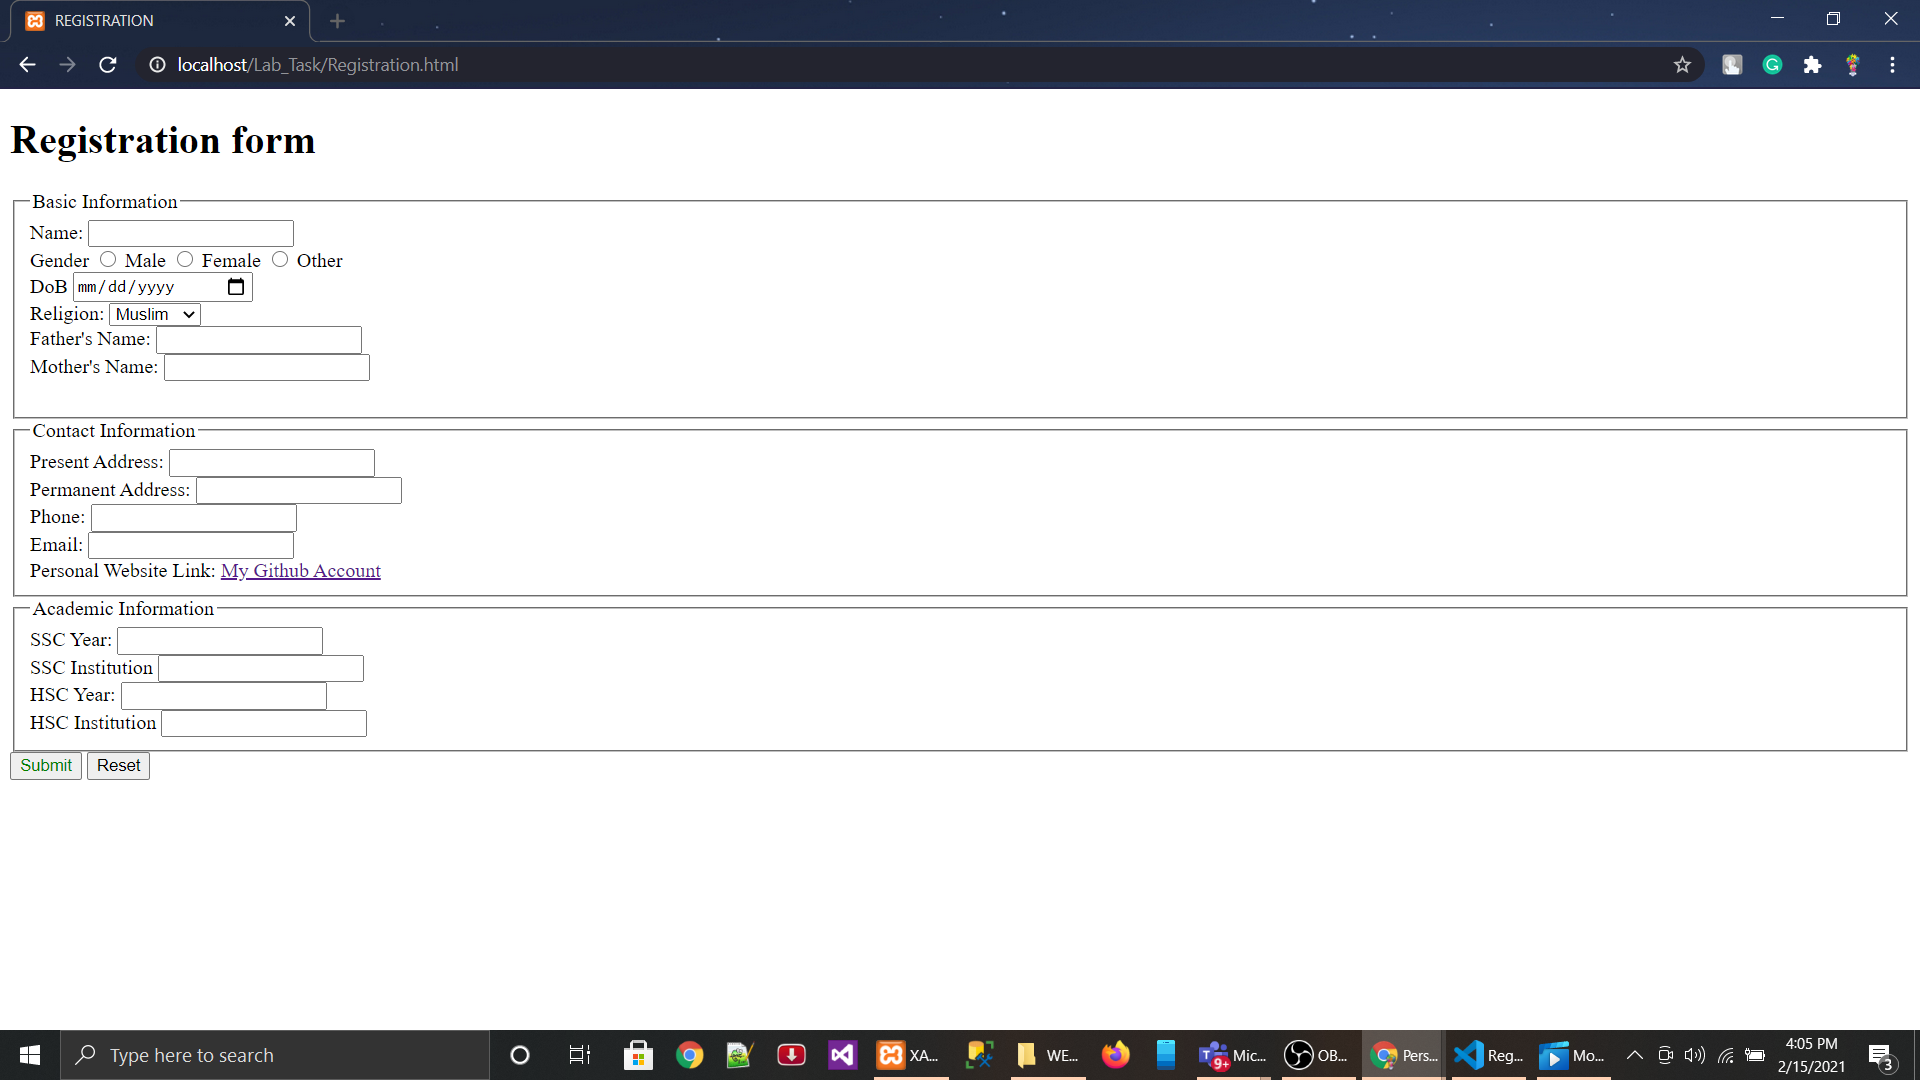 REGISTRATION
localhost/Lab_Task/Registration.html
Registration form
Basic Information
Name:
Gender Male Female Other
DoB mm/dd/yyyy
Religion: Muslim
Father's Name:
Mother's Name:
Contact Information
Present Address:
Permanent Address:
Phone:
Email:
Personal Website Link: My Github Account
Academic Information
SSC Year:
SSC Institution
HSC Year:
HSC Institution
Submit Reset
Type here to search XA... WE... 9+ Mic... OB... Pers... Reg... Mo... 4:05 PM
2/15/2021 3